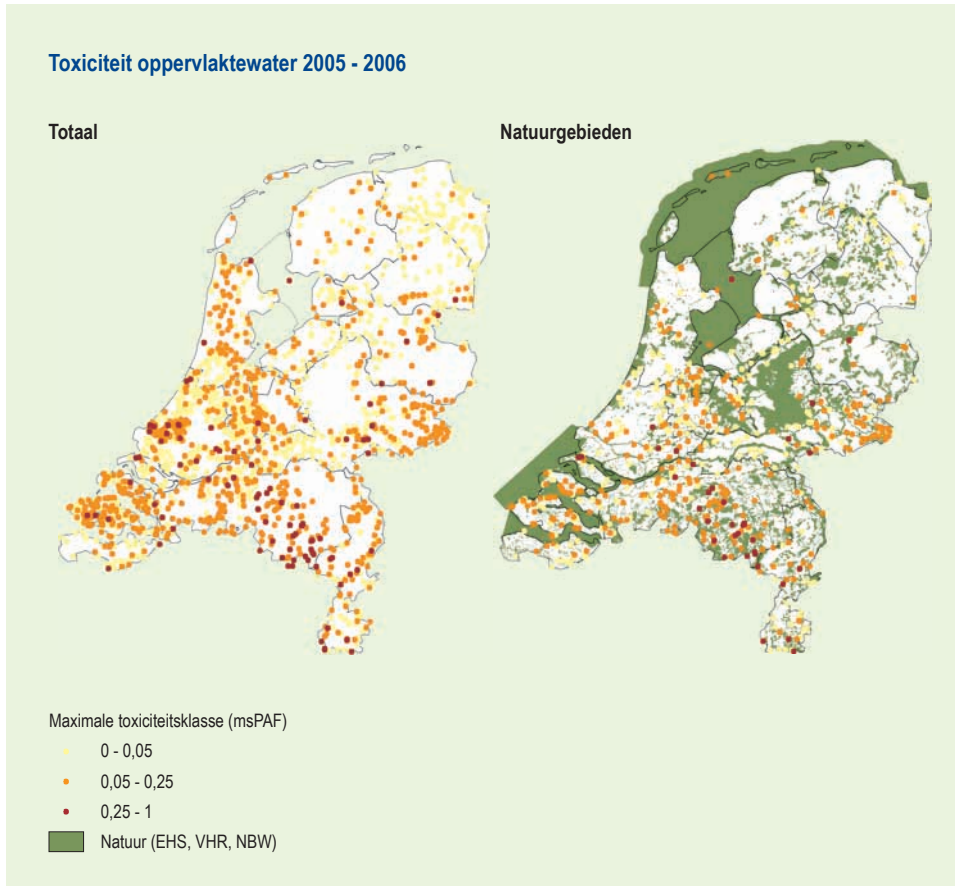 Toxiciteit oppervlaktewater 2005 - 2006
Totaal
Natuurgebieden
Maximale toxiciteitsklasse (msPAF)
0 - 0,05
0,05 - 0,25
0,25 - 1
Natuur (EHS, VHR, NBW)